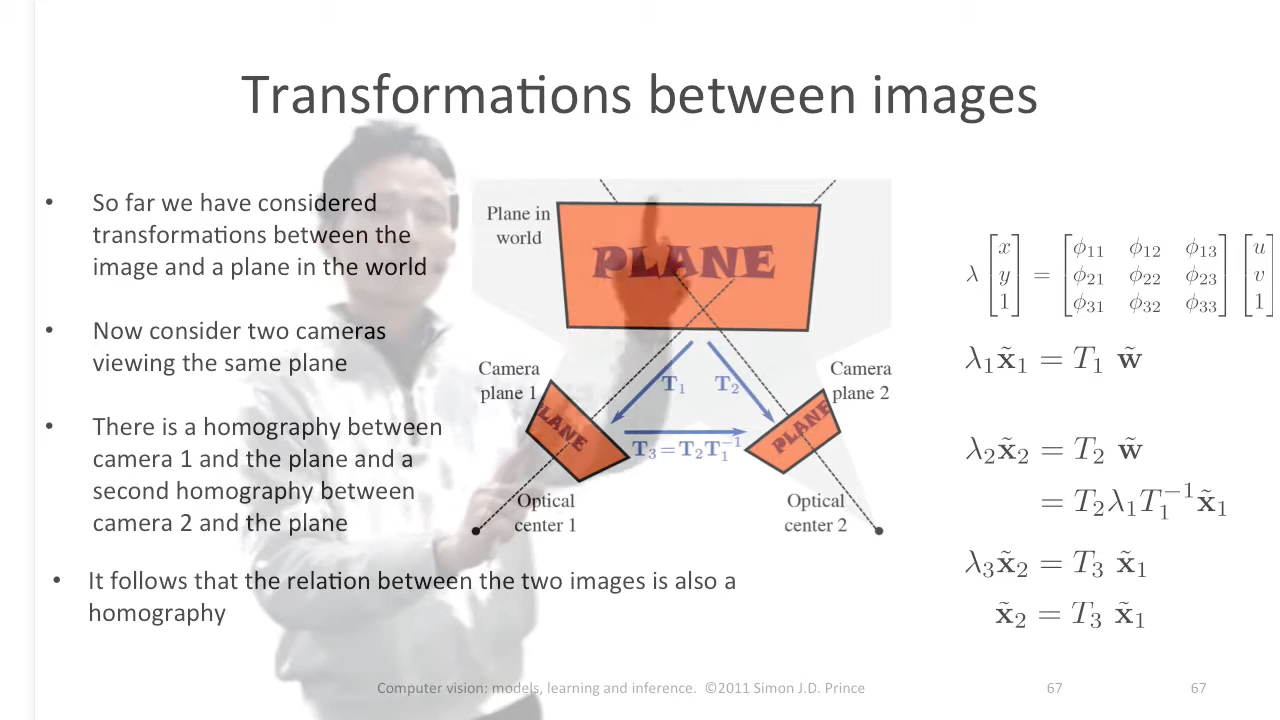 Transformations between images
• So far we have considered
transformations between the
image and a plane in the world
• Now consider two cameras
viewing the same plane
• There is a homography between
camera 1 and the plane and a
second homography between
camera 2 and the plane
• It follows that the relation between the two images is also a
homography
Plane in
world
PLANE
Camera
plane 1
Camera
plane 2
T₁
T₂
PLANE
PLANE
T₃=T₂T₁⁻¹
Optical
center 1
Optical
center 2
λ [x y 1] = [ϕ₁₁ ϕ₁₂ ϕ₁₃ ϕ₂₁ ϕ₂₂ ϕ₂₃ ϕ₃₁ ϕ₃₂ ϕ₃₃] [u v 1]
λ₁x̃₁ = T₁ w̃
λ₂x̃₂ = T₂ w̃
= T₂λ₁T₁⁻¹x̃₁
λ₃x̃₂ = T₃ x̃₁
x̃₂ = T₃ x̃₁
Computer vision: models, learning and inference. ©2011 Simon J.D. Prince
67
67